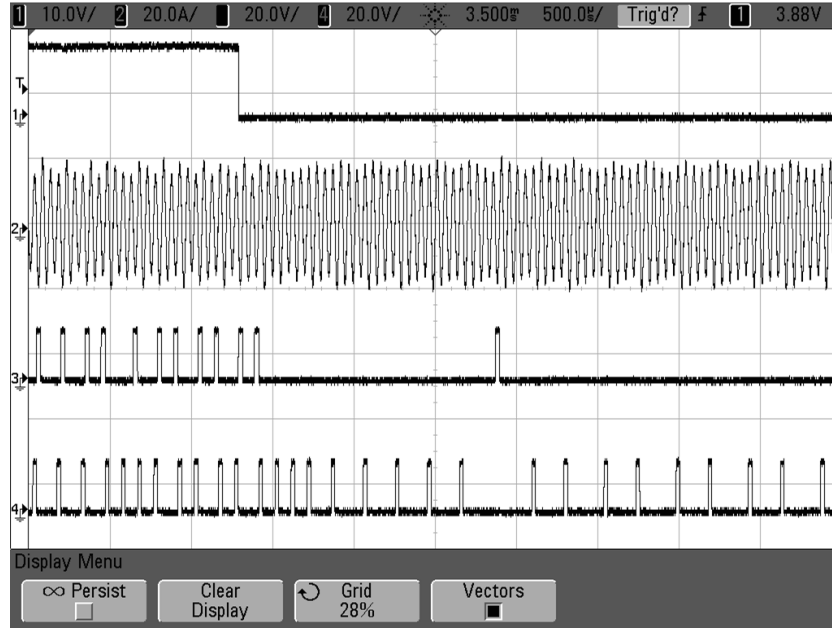 1 10.0V/ 2 20.0A/ 20.0V/ 4 20.0V/ 3.500ms 500.0µs/ Trig'd? 1 3.88V
T
1
2
3
4
Display Menu
∞ Persist Clear Display Grid 28% Vectors